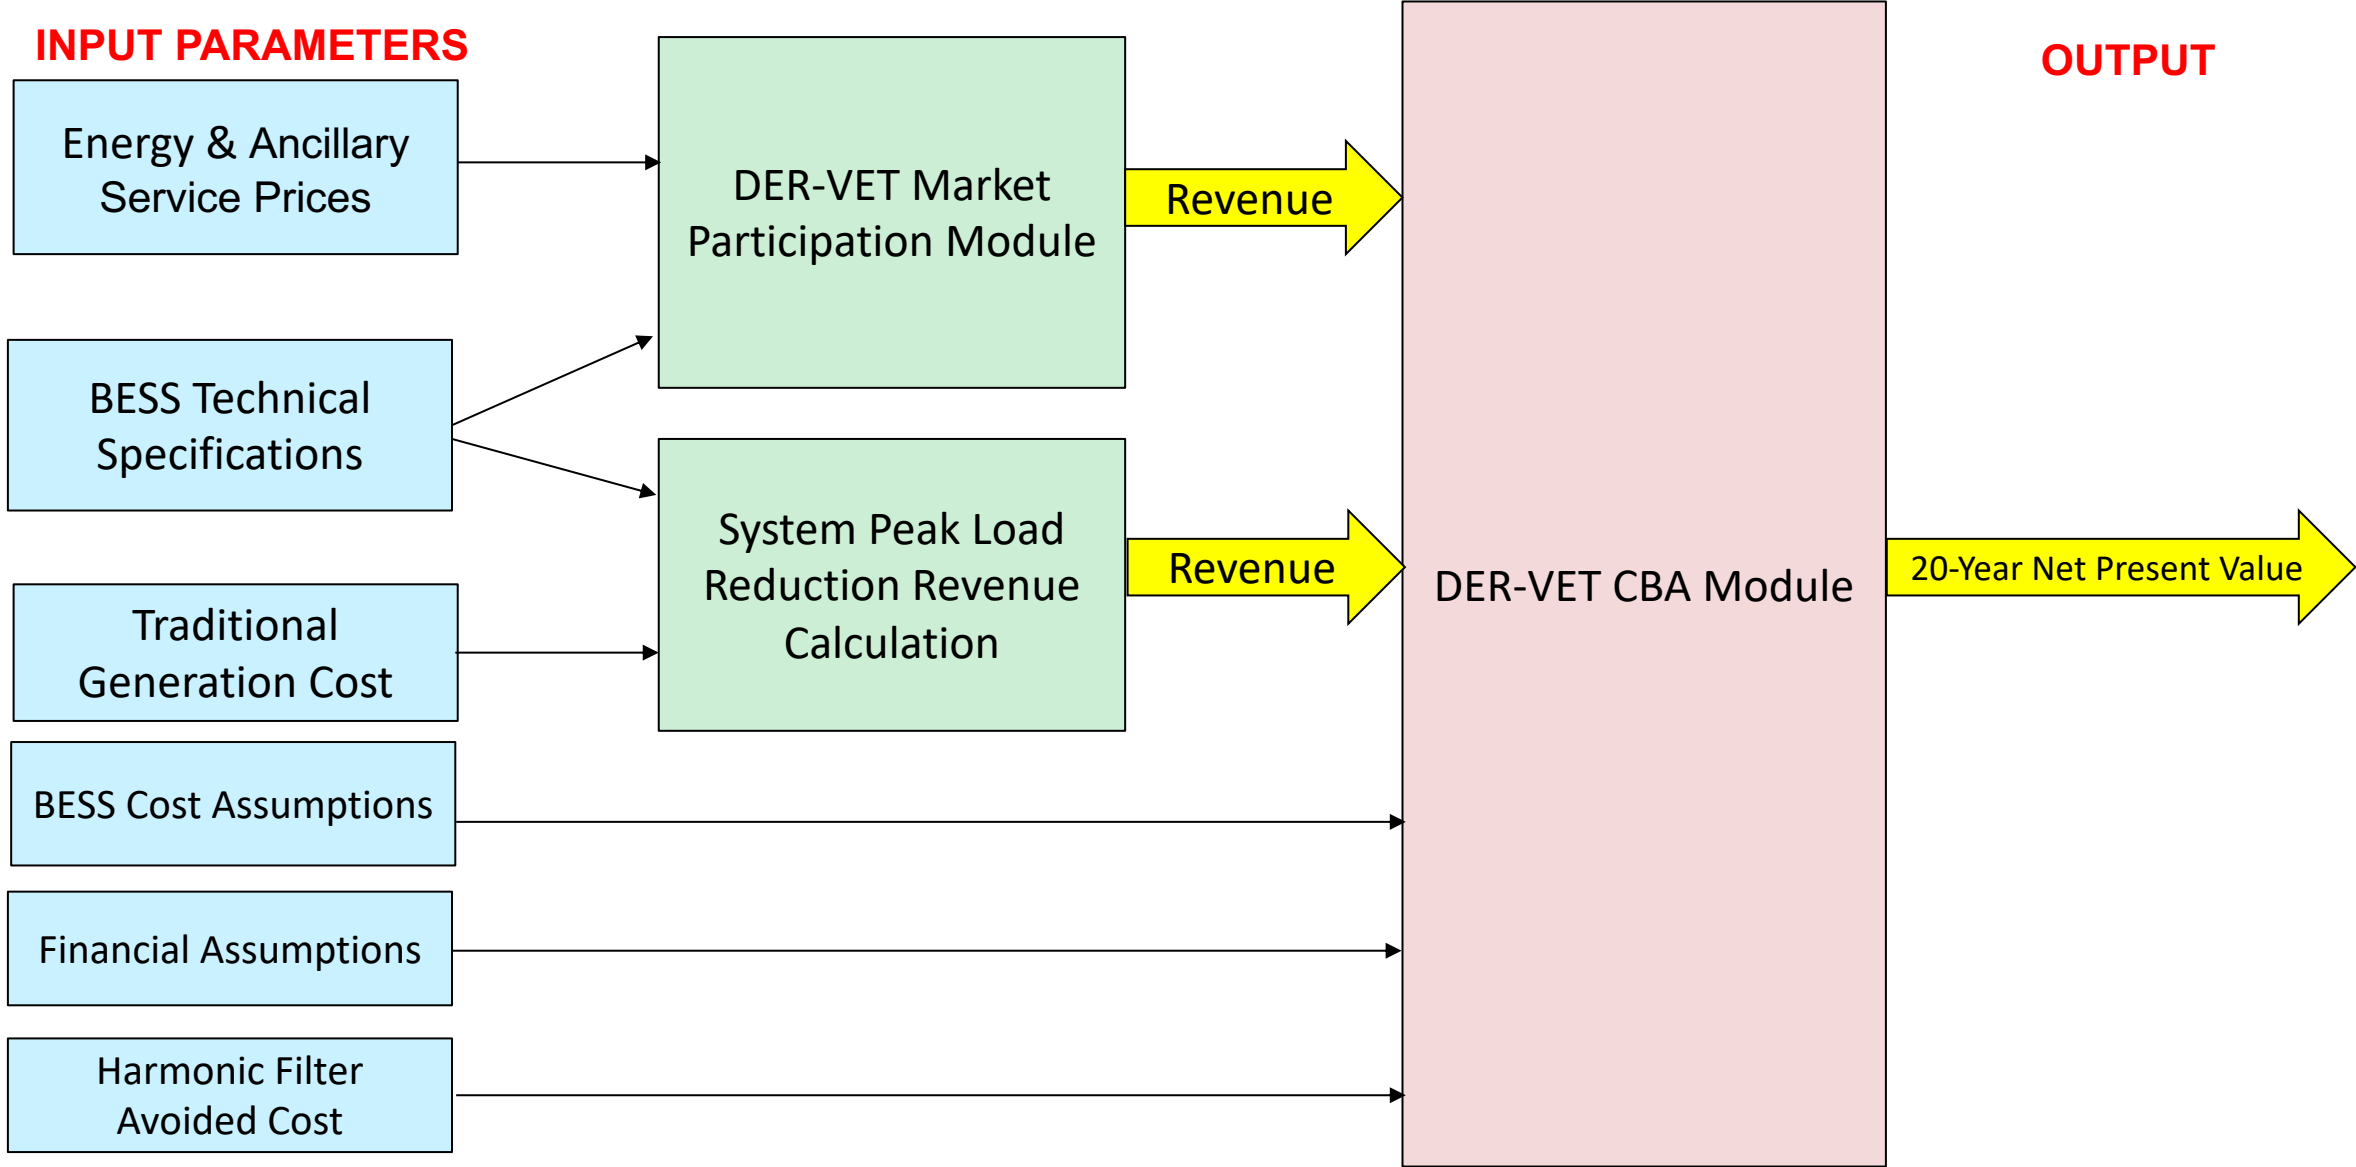 INPUT PARAMETERS
Energy & Ancillary
Service Prices
BESS Technical
Specifications
Traditional
Generation Cost
BESS Cost Assumptions
Financial Assumptions
Harmonic Filter
Avoided Cost
DER-VET Market
Participation Module
System Peak Load
Reduction Revenue
Calculation
Revenue
Revenue
DER-VET CBA Module
OUTPUT
20-Year Net Present Value